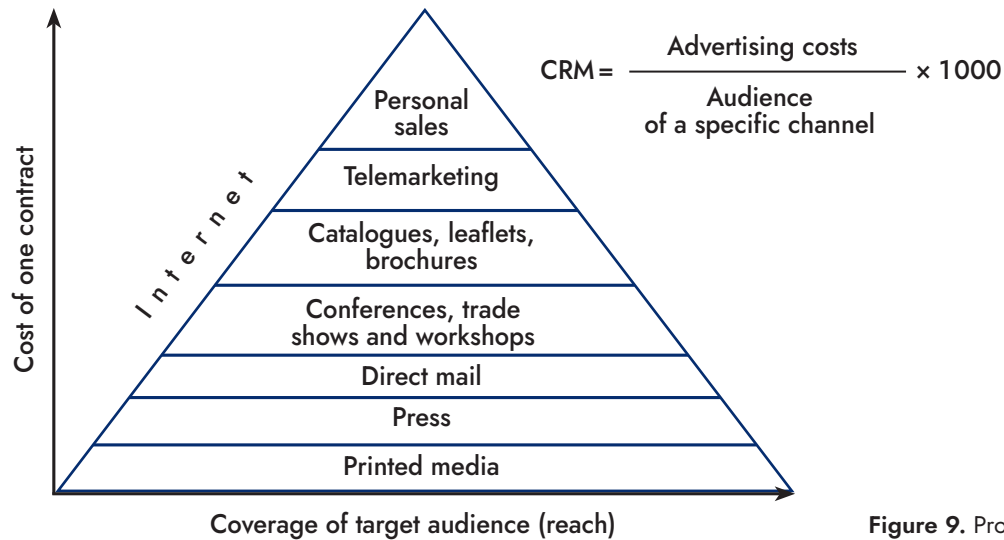 Cost of one contract
Internet
Personal
sales
Telemarketing
Catalogues, leaflets,
brochures
Conferences, trade
shows and workshops
Direct mail
Press
Printed media
Coverage of target audience (reach)
CRM =
Advertising costs
Audience
of a specific channel
× 1000
Figure 9.